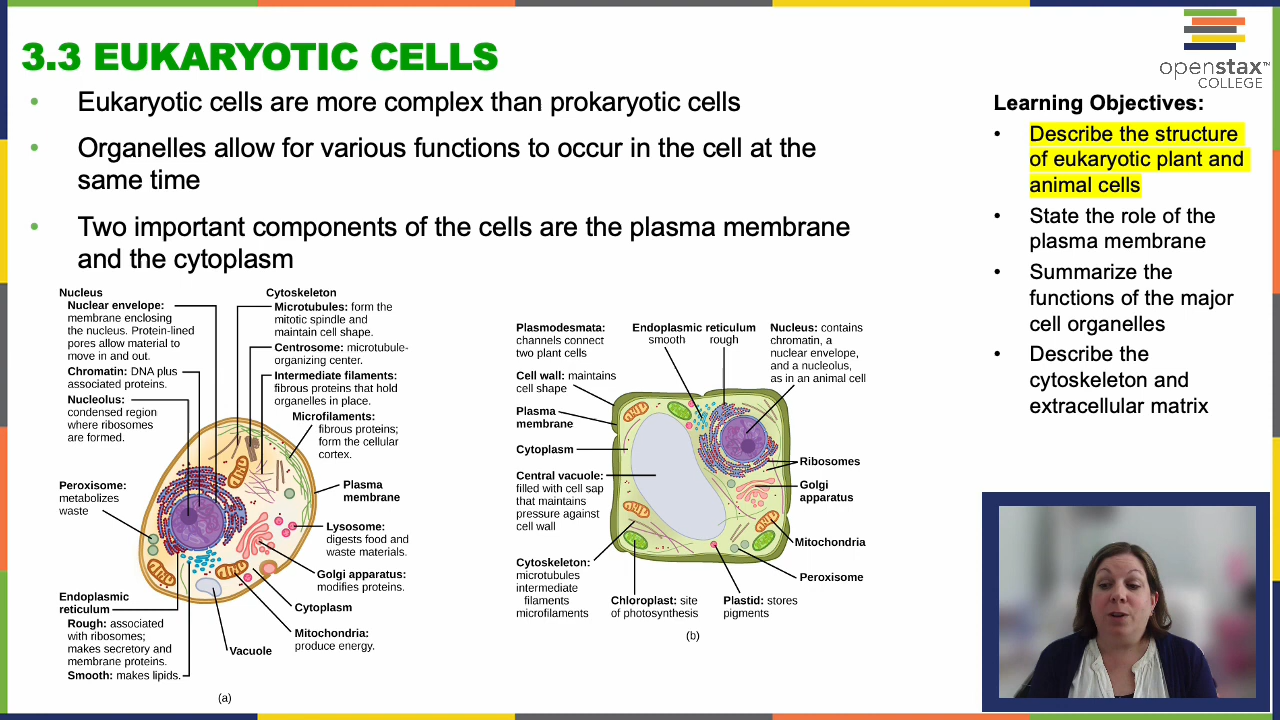 3.3 EUKARYOTIC CELLS
• Eukaryotic cells are more complex than prokaryotic cells
• Organelles allow for various functions to occur in the cell at the
same time
• Two important components of the cells are the plasma membrane
and the cytoplasm
openstax™
COLLEGE
Learning Objectives:
• Describe the structure
of eukaryotic plant and
animal cells
• State the role of the
plasma membrane
• Summarize the
functions of the major
cell organelles
• Describe the
cytoskeleton and
extracellular matrix
Nucleus
Nuclear envelope:
membrane enclosing
the nucleus. Protein-lined
pores allow material to
move in and out.
Chromatin: DNA plus
associated proteins.
Nucleolus:
condensed region
where ribosomes
are formed.
Peroxisome:
metabolizes
waste
Endoplasmic
reticulum
Rough: associated
with ribosomes;
makes secretory and
membrane proteins.
Smooth: makes lipids.
Cytoskeleton
Microtubules: form the
mitotic spindle and
maintain cell shape.
Centrosome: microtubule-
organizing center.
Intermediate filaments:
fibrous proteins that hold
organelles in place.
Microfilaments:
fibrous proteins;
form the cellular
cortex.
Plasma
membrane
Lysosome:
digests food and
waste materials.
Golgi apparatus:
modifies proteins.
Cytoplasm
Mitochondria:
produce energy.
Vacuole
(a)
Plasmodesmata:
channels connect
two plant cells
Cell wall: maintains
cell shape
Plasma
membrane
Cytoplasm
Central vacuole:
filled with cell sap
that maintains
pressure against
cell wall
Cytoskeleton:
microtubules
intermediate
filaments
microfilaments
Endoplasmic reticulum
smooth rough
Nucleus: contains
chromatin, a
nuclear envelope,
and a nucleolus,
as in an animal cell
Ribosomes
Golgi
apparatus
Mitochondria
Peroxisome
Chloroplast: site
of photosynthesis
Plastid: stores
pigments
(b)